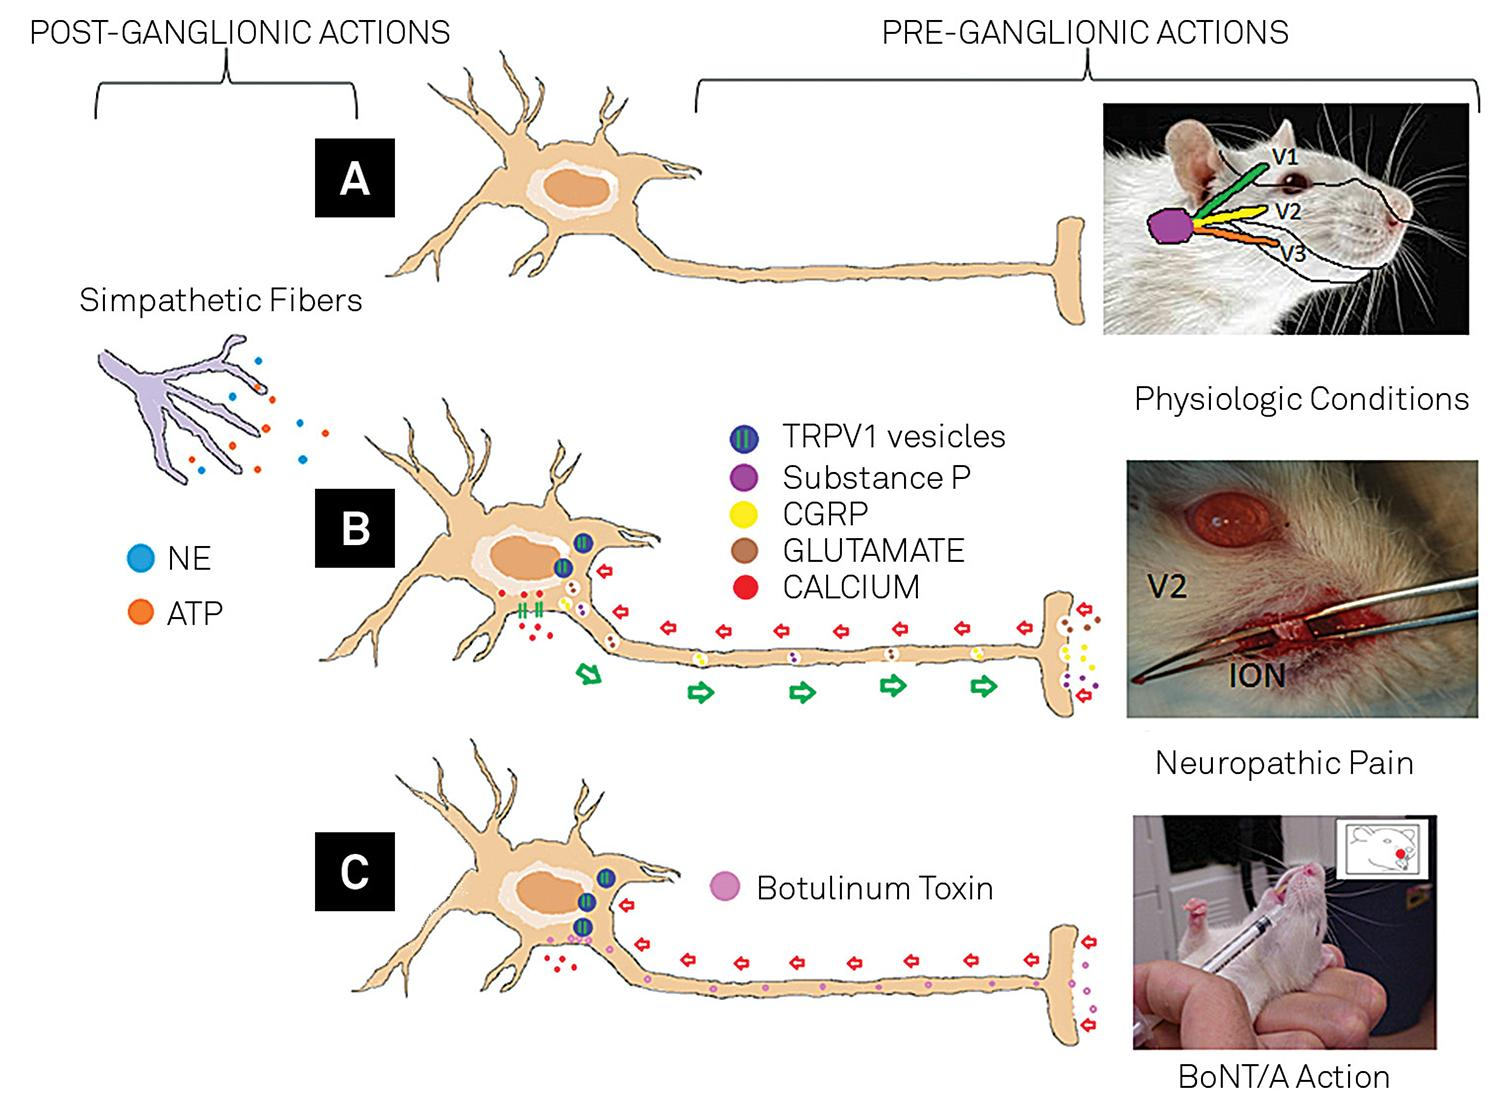 POST-GANGLIONIC ACTIONS
PRE-GANGLIONIC ACTIONS
A
V1
V2
V3
Simpathetic Fibers
Physiologic Conditions
TRPV1 vesicles
Substance P
CGRP
GLUTAMATE
CALCIUM
B
NE
ATP
V2
ION
Neuropathic Pain
C
Botulinum Toxin
BoNT/A Action